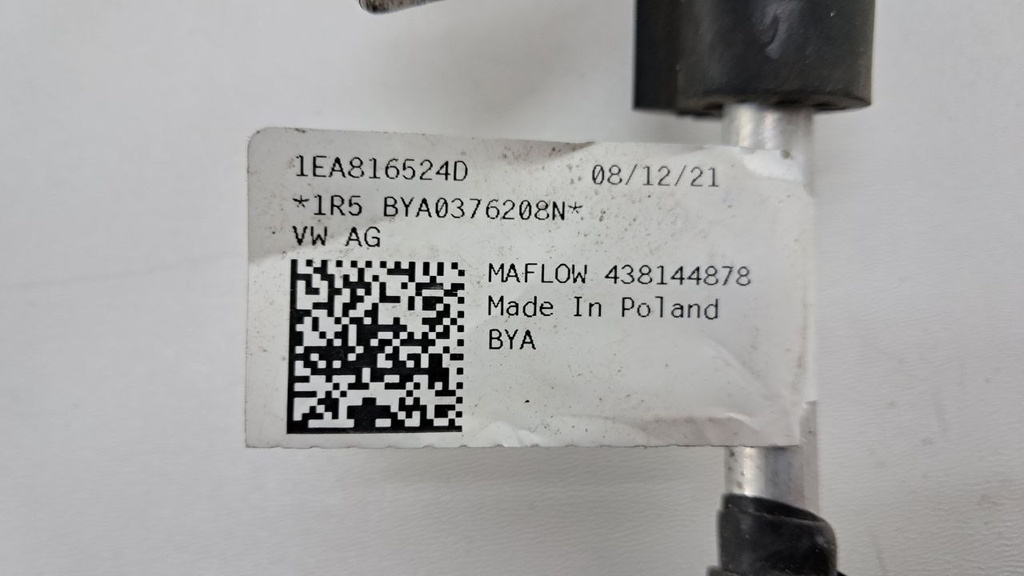 1EA816524D 08/12/21
*1R5 BYA0376208N*
VW AG
MAFLOW 438144878
Made In Poland
BYA